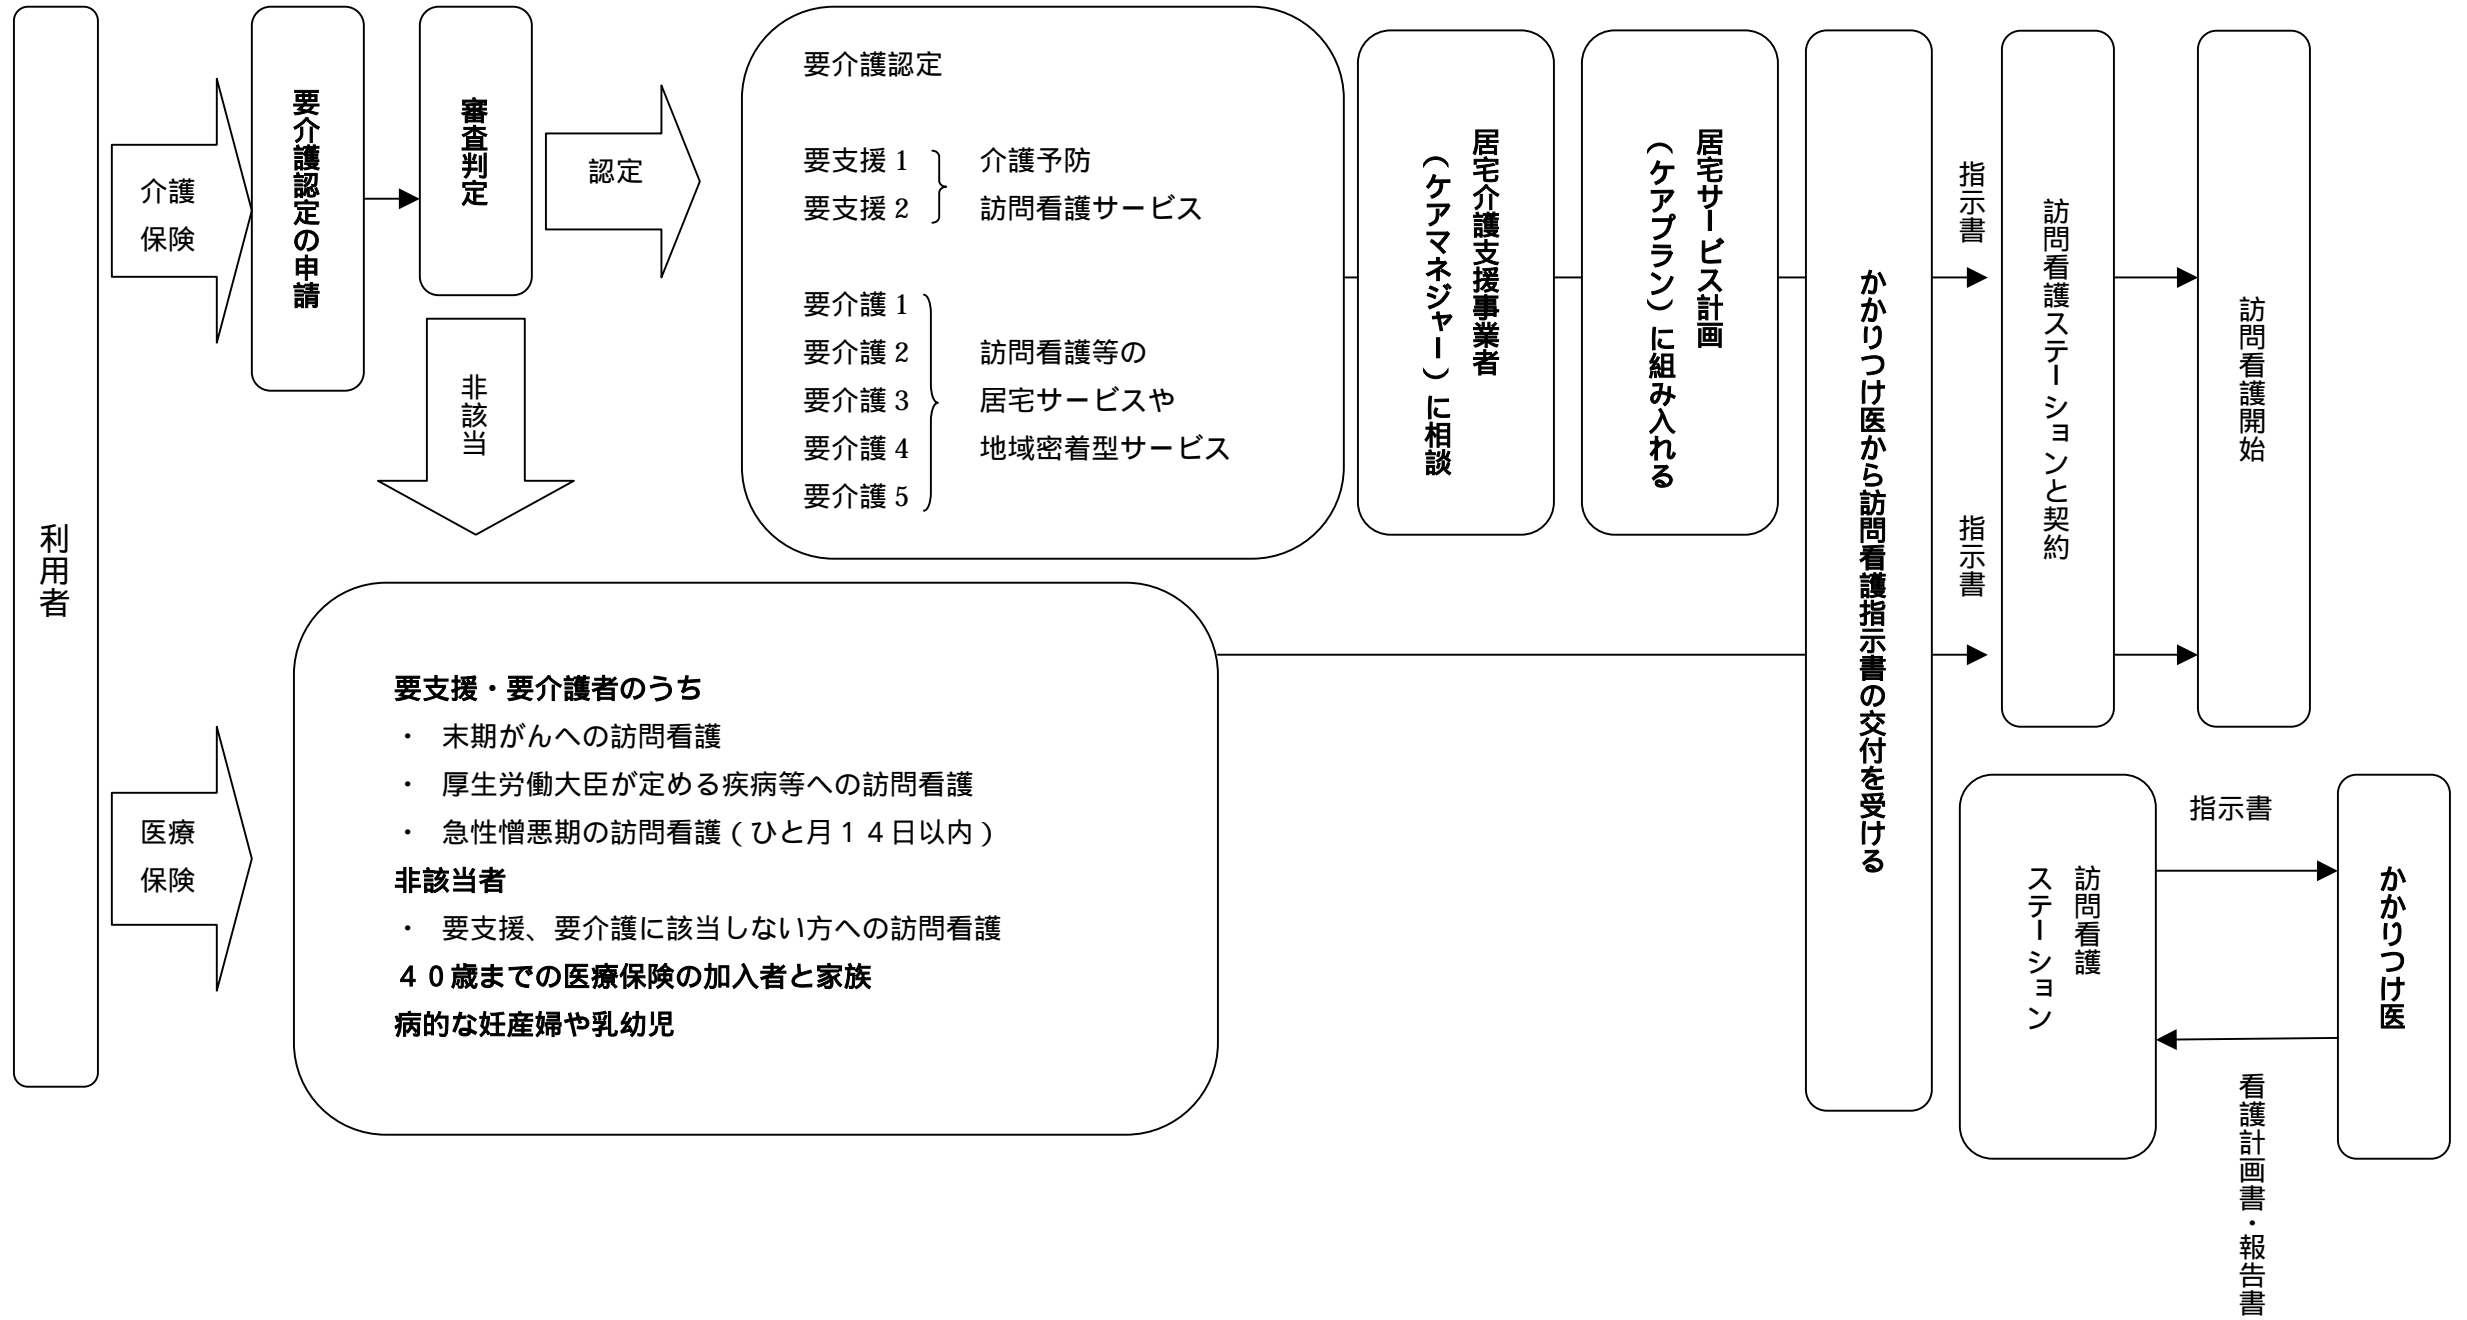 利用者
介護
保険
要介護認定の申請
審査判定
認定
非該当
要介護認定
要支援1 介護予防
要支援2 訪問看護サービス
要介護1
要介護2 訪問看護等の
要介護3 居宅サービスや
要介護4 地域密着型サービス
要介護5
居宅介護支援事業者
(ケアマネジャー)に相談
居宅サービス計画
(ケアプラン)に組み入れる
かかりつけ医から訪問看護指示書の交付を受ける
指示書
指示書
訪問看護ステーションと契約
訪問看護開始
医療
保険
要支援・要介護者のうち
・ 末期がんへの訪問看護
・ 厚生労働大臣が定める疾病等への訪問看護
・ 急性憎悪期の訪問看護(ひと月14日以内)
非該当者
・ 要支援、要介護に該当しない方への訪問看護
40歳までの医療保険の加入者と家族
病的な妊産婦や乳幼児
訪問看護
ステーション
指示書
かかりつけ医
看護計画書・報告書